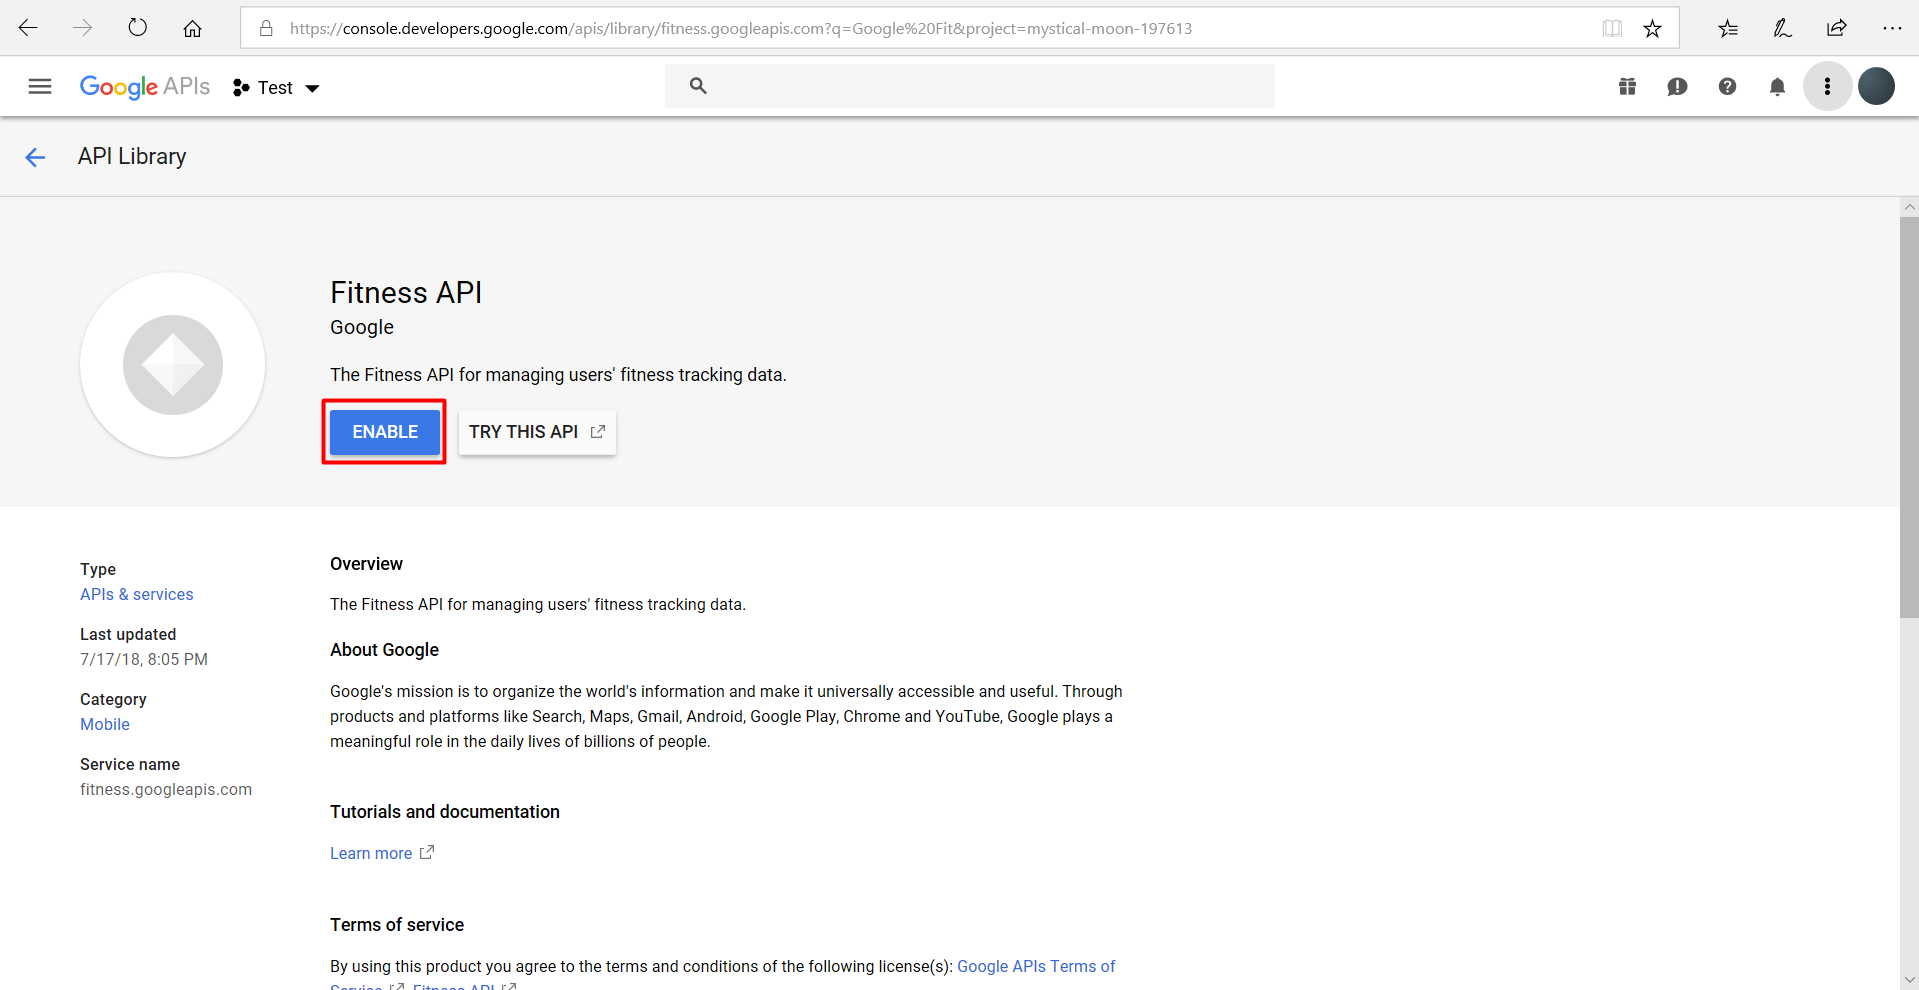 https://console.developers.google.com/apis/library/fitness.googleapis.com?q=Google%20Fit&project=mystical-moon-197613
Google APIs Test
API Library
Fitness API
Google
The Fitness API for managing users' fitness tracking data.
ENABLE TRY THIS API
Type
APIs & services
Last updated
7/17/18, 8:05 PM
Category
Mobile
Service name
fitness.googleapis.com
Overview
The Fitness API for managing users' fitness tracking data.
About Google
Google's mission is to organize the world's information and make it universally accessible and useful. Through
products and platforms like Search, Maps, Gmail, Android, Google Play, Chrome and YouTube, Google plays a
meaningful role in the daily lives of billions of people.
Tutorials and documentation
Learn more
Terms of service
By using this product you agree to the terms and conditions of the following license(s): Google APIs Terms of
Service Fitness API